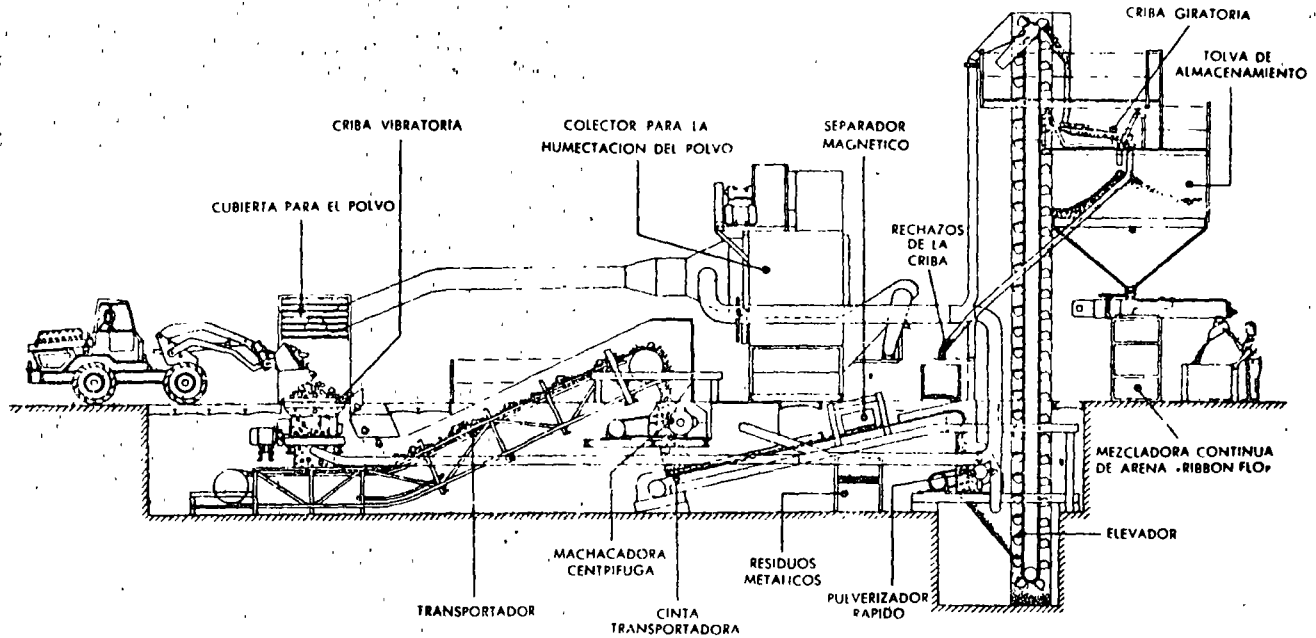 CRIBA GIRATORIA
TOLVA DE
ALMACENAMIENTO
CRIBA VIBRATORIA
COLECTOR PARA LA
HUMECTACION DEL POLVO
SEPARADOR
MAGNETICO
CUBIERTA PARA EL POLVO
RECHAZOS
DE LA
CRIBA
MEZCLADORA CONTINUA
DE ARENA «RIBBON FLO»
ELEVADOR
MACHACADORA
CENTRIFUGA
RESIDUOS
METALICOS
PULVERIZADOR
RAPIDO
TRANSPORTADOR
CINTA
TRANSPORTADORA